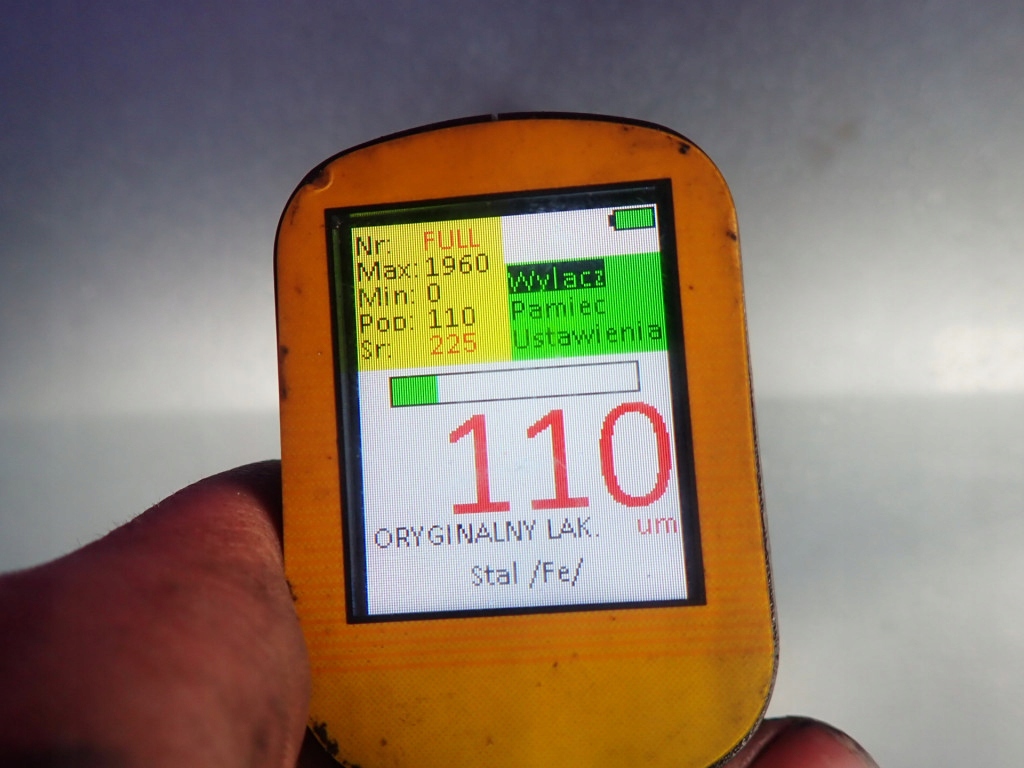 Nr: FULL
Max: 1960
Min: 0
Pop: 110
Sr: 225
Wylacz
Pamiec
Ustawienia
110
um
ORYGINALNY LAK.
Stal /Fe/